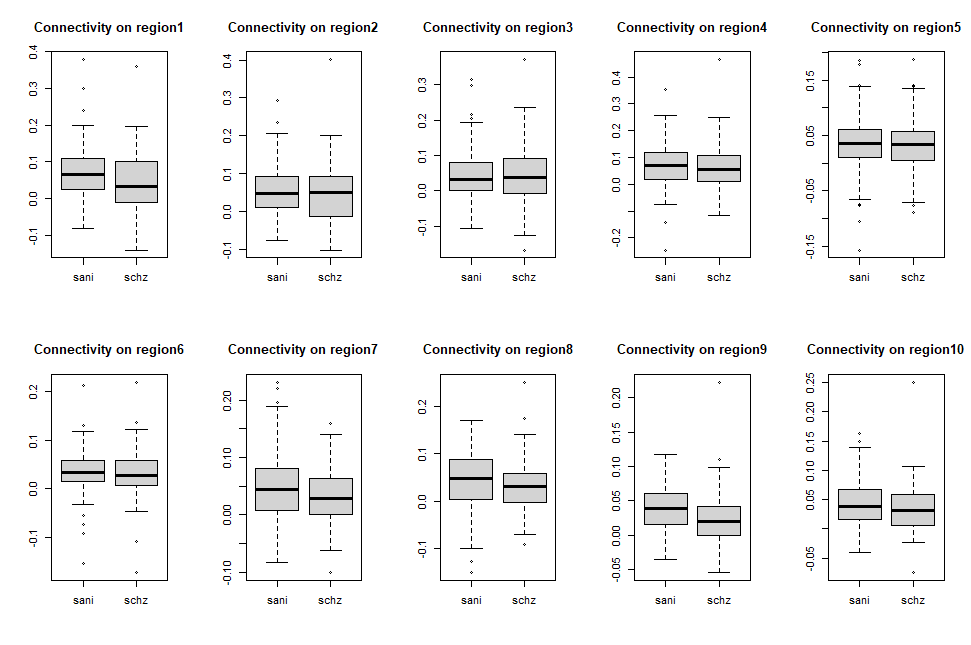 Connectivity on region1 Connectivity on region2 Connectivity on region3 Connectivity on region4 Connectivity on region5
-0.1 0.0 0.1 0.2 0.3 0.4
-0.1 0.0 0.1 0.2 0.3 0.4
-0.1 0.0 0.1 0.2 0.3
-0.2 0.0 0.1 0.2 0.4
-0.15 -0.05 0.05 0.15
sani schz sani schz sani schz sani schz sani schz
Connectivity on region6 Connectivity on region7 Connectivity on region8 Connectivity on region9 Connectivity on region10
-0.1 0.0 0.1 0.2
-0.10 0.00 0.10 0.20
-0.1 0.0 0.1 0.2
-0.05 0.00 0.05 0.10 0.15 0.20
-0.05 0.05 0.10 0.15 0.20 0.25
sani schz sani schz sani schz sani schz sani schz